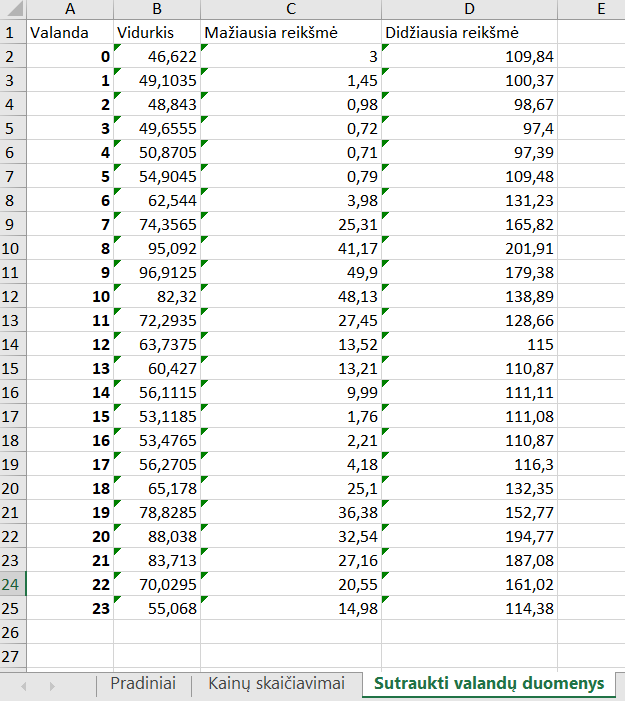 A B C D E
1 Valanda Vidurkis Mažiausia reikšmė Didžiausia reikšmė
2 0 46,622 3 109,84
3 1 49,1035 1,45 100,37
4 2 48,843 0,98 98,67
5 3 49,6555 0,72 97,4
6 4 50,8705 0,71 97,39
7 5 54,9045 0,79 109,48
8 6 62,544 3,98 131,23
9 7 74,3565 25,31 165,82
10 8 95,092 41,17 201,91
11 9 96,9125 49,9 179,38
12 10 82,32 48,13 138,89
13 11 72,2935 27,45 128,66
14 12 63,7375 13,52 115
15 13 60,427 13,21 110,87
16 14 56,1115 9,99 111,11
17 15 53,1185 1,76 111,08
18 16 53,4765 2,21 110,87
19 17 56,2705 4,18 116,3
20 18 65,178 25,1 132,35
21 19 78,8285 36,38 152,77
22 20 88,038 32,54 194,77
23 21 83,713 27,16 187,08
24 22 70,0295 20,55 161,02
25 23 55,068 14,98 114,38
26
27
Pradiniai Kainų skaičiavimai Sutraukti valandų duomenys